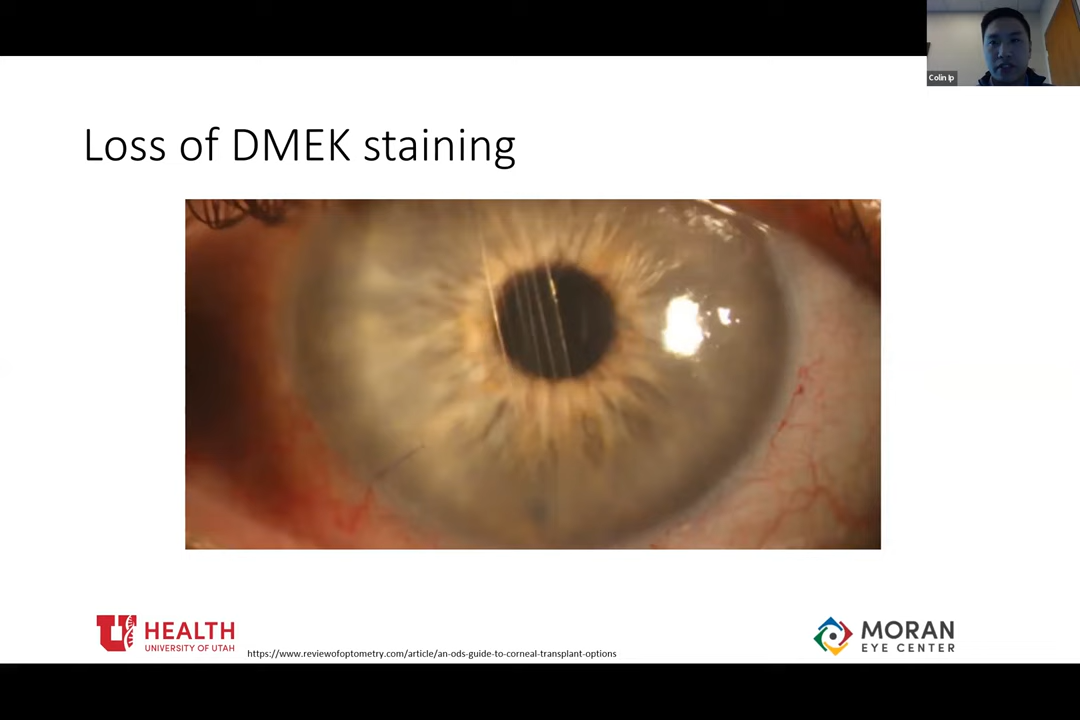 Colin Ip
Loss of DMEK staining
U HEALTH
UNIVERSITY OF UTAH
https://www.reviewofoptometry.com/article/an-ods-guide-to-corneal-transplant-options
MORAN
EYE CENTER